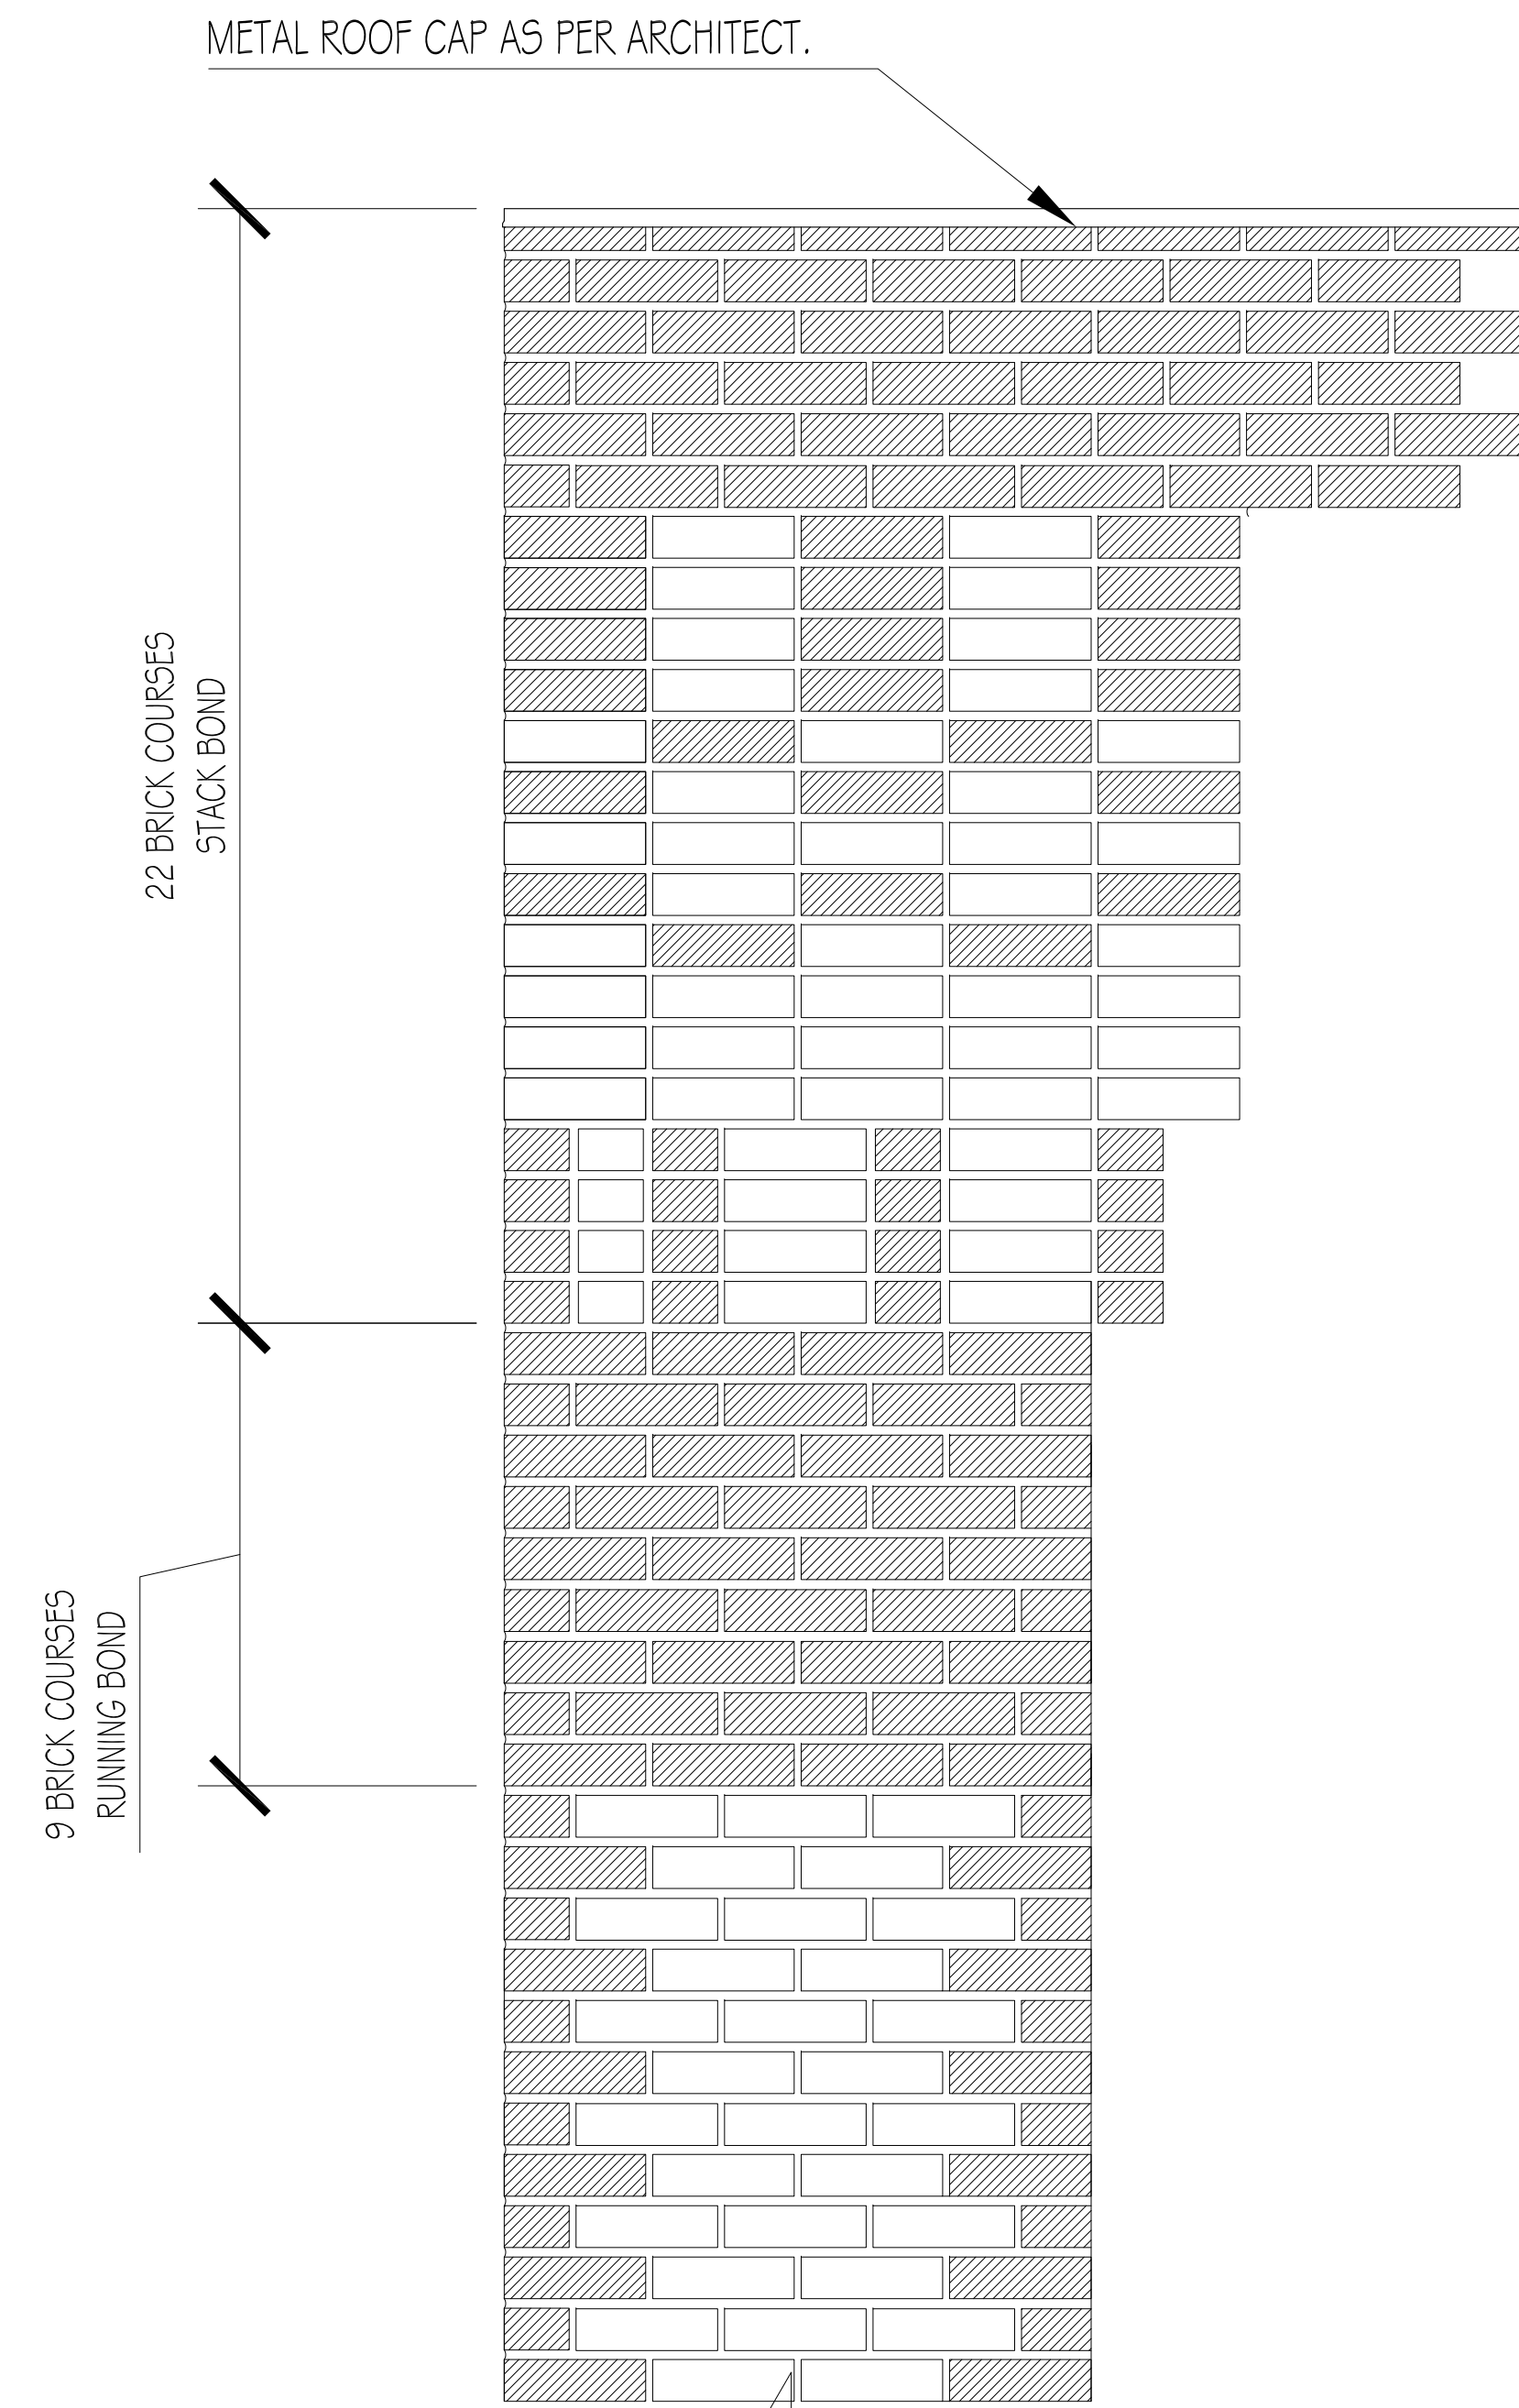 METAL ROOF CAP AS PER ARCHITECT.
22 BRICK COURSES
STACK BOND
9 BRICK COURSES
RUNNING BOND